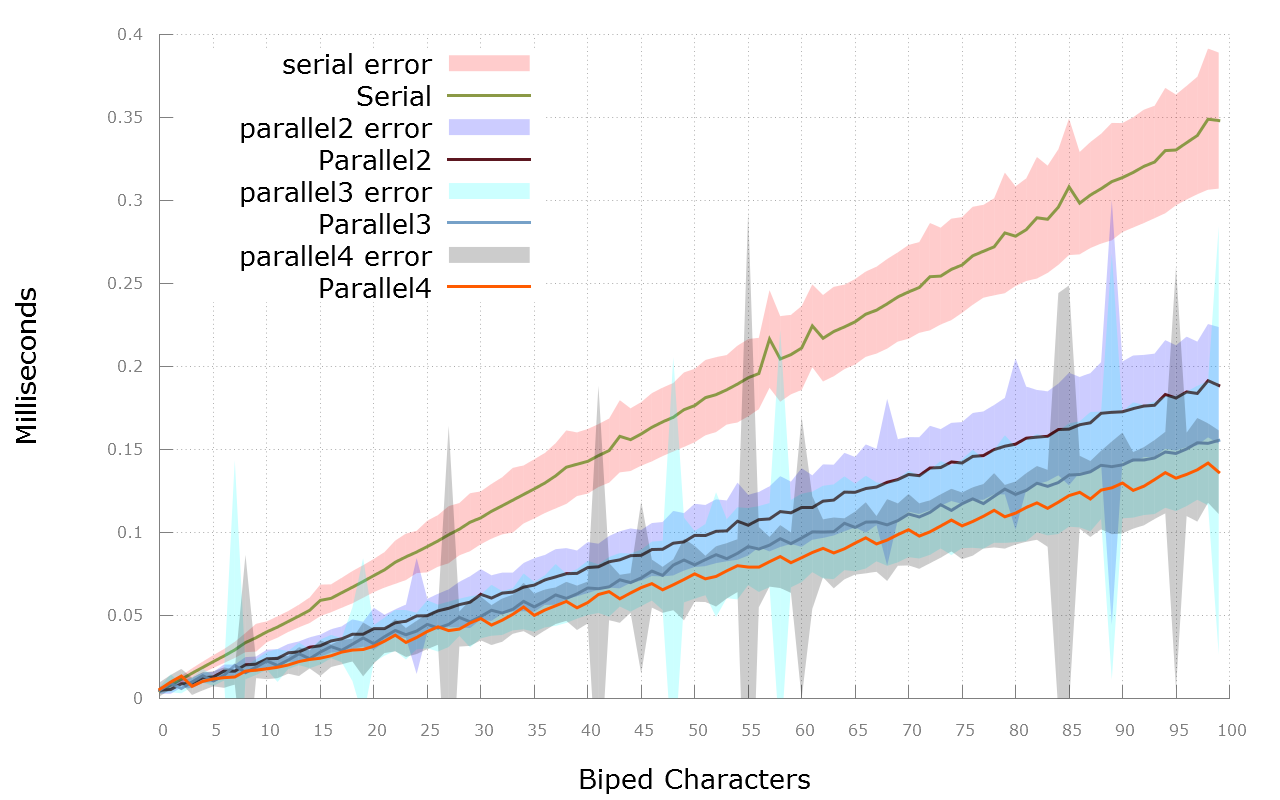 0.4
0.35
0.3
0.25
0.2
0.15
0.1
0.05
0
serial error
Serial
parallel2 error
Parallel2
parallel3 error
Parallel3
parallel4 error
Parallel4
Milliseconds
0 5 10 15 20 25 30 35 40 45 50 55 60 65 70 75 80 85 90 95 100
Biped Characters